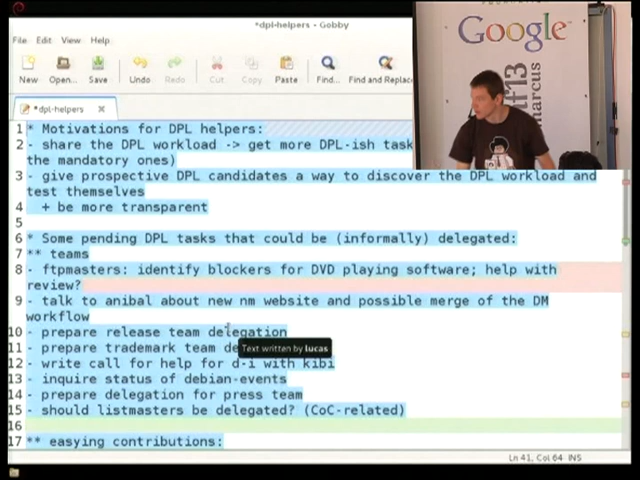 *dpl-helpers - Gobby
File Edit View Help
New Open... Save Undo Redo Cut Copy Paste Find... Find and Replac
*dpl-helpers
1 * Motivations for DPL helpers:
2 - share the DPL workload -> get more DPL-ish task
the mandatory ones)
3 - give prospective DPL candidates a way to discover the DPL workload and
test themselves
4 + be more transparent
5
6 * Some pending DPL tasks that could be (informally) delegated:
7 ** teams
8 - ftpmasters: identify blockers for DVD playing software; help with
review?
9 - talk to anibal about new nm website and possible merge of the DM
workflow
10 - prepare release team delegation
11 - prepare trademark team de
Text written by lucas
12 - write call for help for d-i with kibi
13 - inquire status of debian-events
14 - prepare delegation for press team
15 - should listmasters be delegated? (CoC-related)
16
17 ** easying contributions:
Ln 41, Col 64 INS
Google
f13
marcus